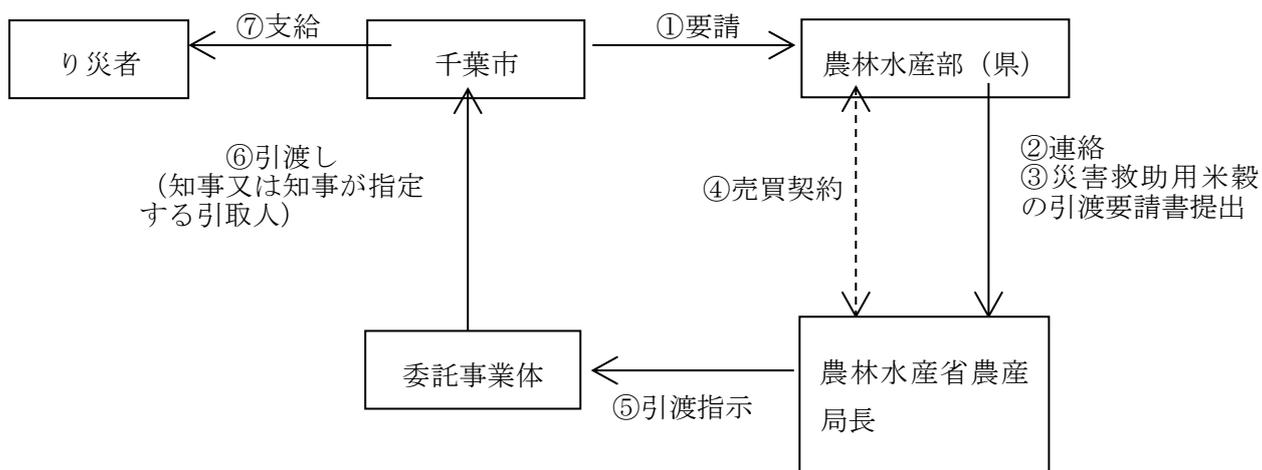 ⑦支給
①要請
り災者
千葉市
農林水産部（県）
⑥引渡し
（知事又は知事が指定
する引取人）
④売買契約
②連絡
③災害救助用米穀
の引渡要請書提出
委託事業体
農林水産省農産
局長
⑤引渡指示